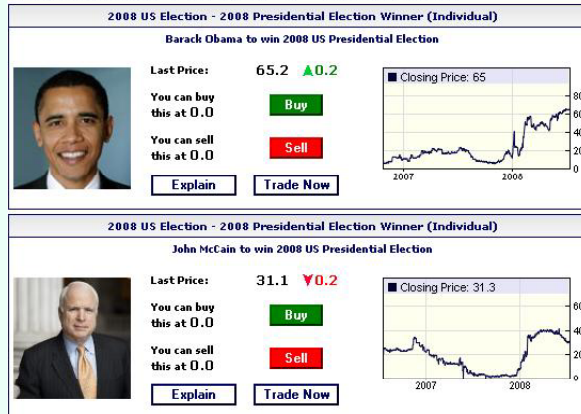 2008 US Election - 2008 Presidential Election Winner (Individual)
Barack Obama to win 2008 US Presidential Election
Last Price: 65.2 ▲0.2
You can buy
this at 0.0
Buy
You can sell
this at 0.0
Sell
Explain Trade Now
Closing Price: 65
80
60
40
20
0
2007 2008
2008 US Election - 2008 Presidential Election Winner (Individual)
John McCain to win 2008 US Presidential Election
Last Price: 31.1 ▼0.2
You can buy
this at 0.0
Buy
You can sell
this at 0.0
Sell
Explain Trade Now
Closing Price: 31.3
60
40
20
0
2007 2008